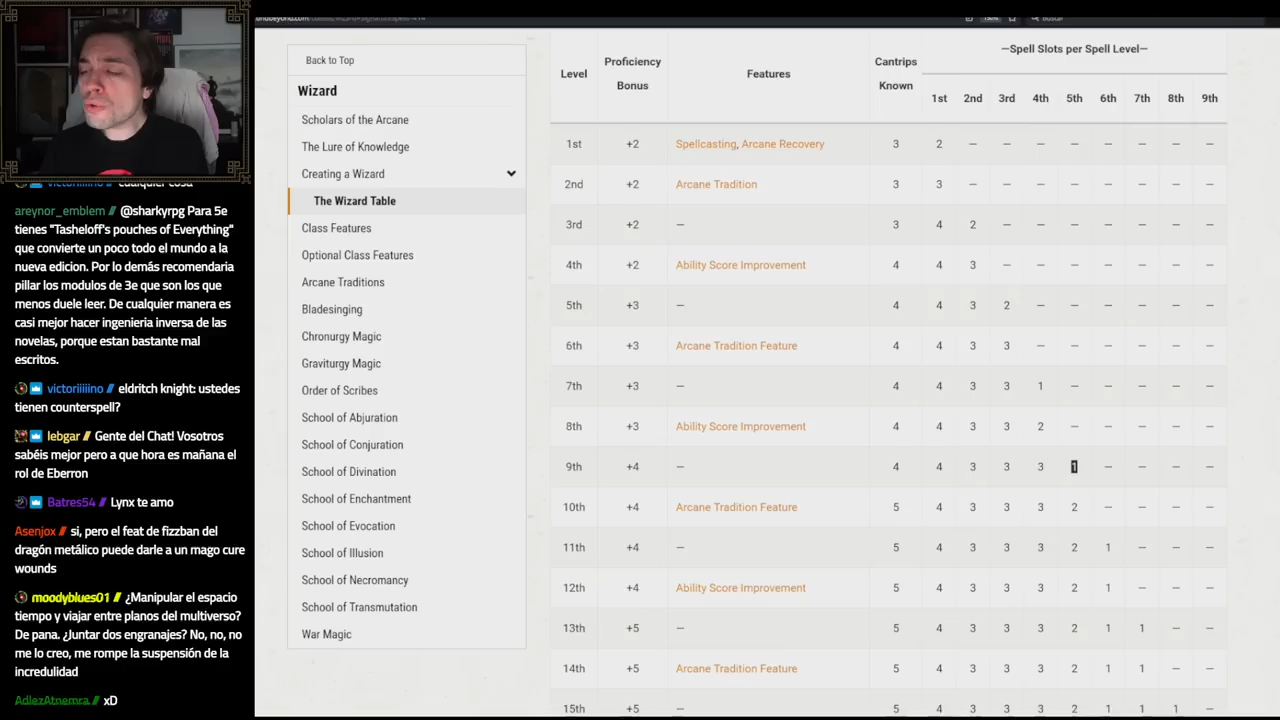 cualquier cosa
areynor_emblem // @sharkyrpg Para 5e
tienes "Tasheloff's pouches of Everything"
que convierte un poco todo el mundo a la
nueva edicion. Por lo demás recomendaria
pillar los modulos de 3e que son los que
menos duele leer. De cualquier manera es
casi mejor hacer ingenieria inversa de las
novelas, porque estan bastante mal
escritos.
victoriiiiino // eldritch knight: ustedes
tienen counterspell?
lebgar // Gente del Chat! Vosotros
sabéis mejor pero a que hora es mañana el
rol de Eberron
Batres54 // Lynx te amo
Asenjox // si, pero el feat de fizzban del
dragón metálico puede darle a un mago cure
wounds
moodyblues01 // ¿Manipular el espacio
tiempo y viajar entre planos del multiverso?
De pana. ¿Juntar dos engranajes? No, no, no
me lo creo, me rompe la suspensión de la
incredulidad
AdlezAtnemra // xD
Back to Top
Wizard
Scholars of the Arcane
The Lure of Knowledge
Creating a Wizard
The Wizard Table
Class Features
Optional Class Features
Arcane Traditions
Bladesinging
Chronurgy Magic
Graviturgy Magic
Order of Scribes
School of Abjuration
School of Conjuration
School of Divination
School of Enchantment
School of Evocation
School of Illusion
School of Necromancy
School of Transmutation
War Magic
—Spell Slots per Spell Level—
Level Proficiency Bonus Features Cantrips Known 1st 2nd 3rd 4th 5th 6th 7th 8th 9th
1st +2 Spellcasting, Arcane Recovery 3 2 — — — — — — — —
2nd +2 Arcane Tradition 3 3 — — — — — — — —
3rd +2 — 3 4 2 — — — — — — —
4th +2 Ability Score Improvement 4 4 3 — — — — — — —
5th +3 — 4 4 3 2 — — — — — —
6th +3 Arcane Tradition Feature 4 4 3 3 — — — — — —
7th +3 — 4 4 3 3 1 — — — — —
8th +3 Ability Score Improvement 4 4 3 3 2 — — — — —
9th +4 — 4 4 3 3 3 1 — — — —
10th +4 Arcane Tradition Feature 5 4 3 3 3 2 — — — —
11th +4 — 5 4 3 3 3 2 1 — — —
12th +4 Ability Score Improvement 5 4 3 3 3 2 1 — — —
13th +5 — 5 4 3 3 3 2 1 1 — —
14th +5 Arcane Tradition Feature 5 4 3 3 3 2 1 1 — —
15th +5 — 5 4 3 3 3 2 1 1 1 —